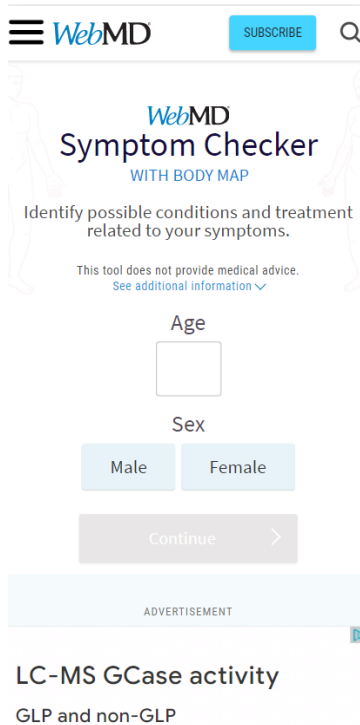 WebMD
SUBSCRIBE
WebMD
Symptom Checker
WITH BODY MAP
Identify possible conditions and treatment
related to your symptoms.
This tool does not provide medical advice.
See additional information
Age
Sex
Male Female
Continue
ADVERTISEMENT
LC-MS GCase activity
GLP and non-GLP